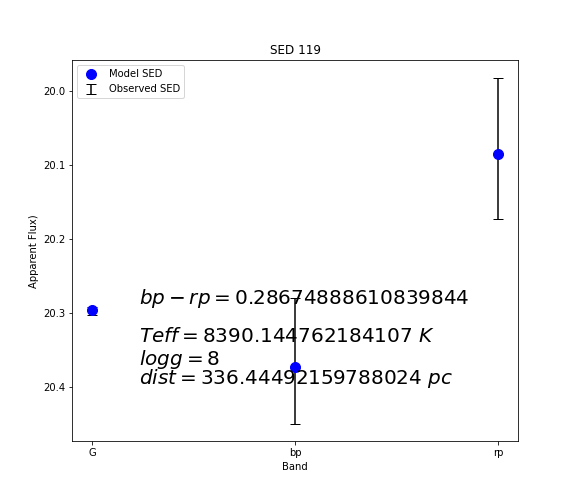 SED 119
Model SED
Observed SED
20.0
20.1
20.2
20.3
20.4
Apparent Flux)
bp − rp = 0.28674888610839844
Teff = 8390.144762184107 K
logg = 8
dist = 336.44492159788024 pc
G
bp
rp
Band